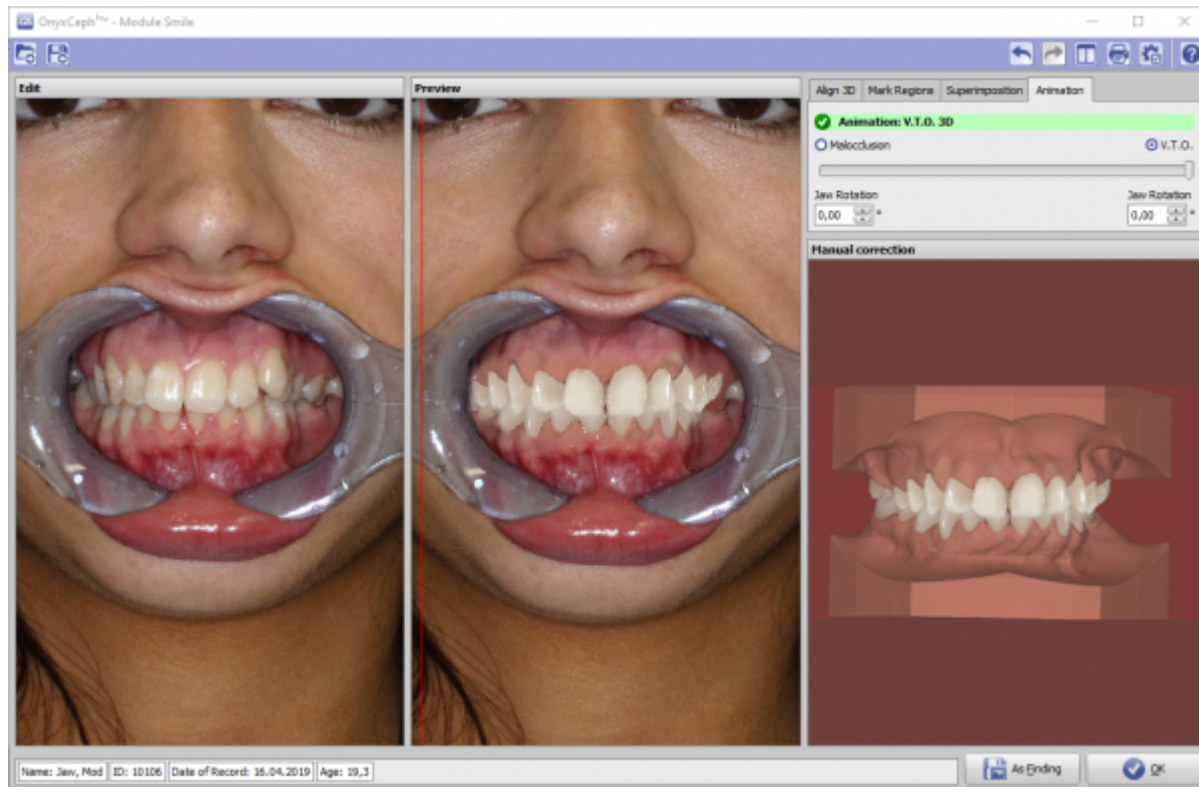 OnyxCeph³™ - Module Smile
Edit
Preview
Align 3D Mark Regions Superimposition Animation
Animation: V.T.O. 3D
Malocclusion V.T.O.
Jaw Rotation Jaw Rotation
0,00 ° 0,00 °
Manual correction
Name: Jaw, Mod ID: 10106 Date of Record: 16.04.2019 Age: 19,3
As Finding OK